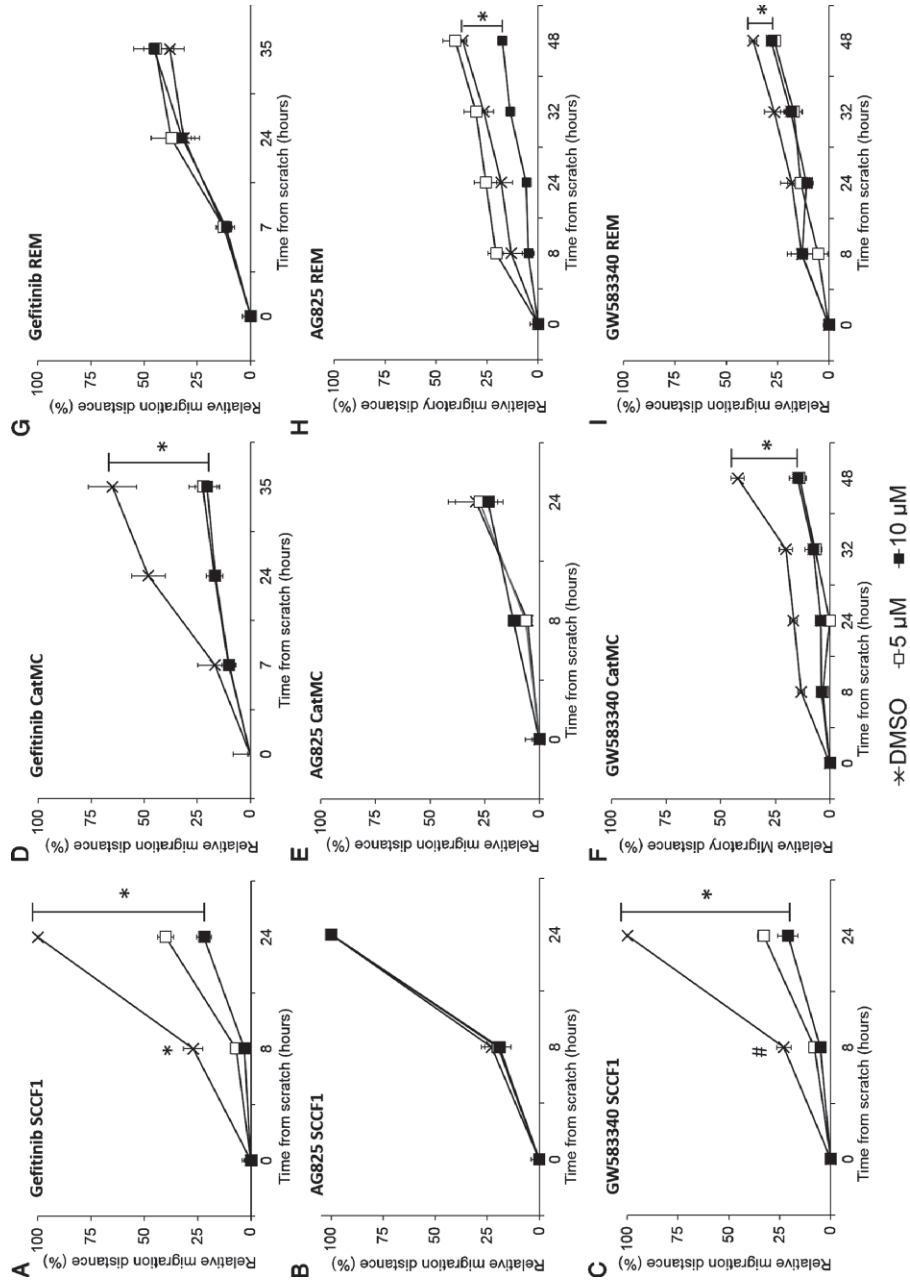 A
Gefitinib SCCF1
Relative migration distance (%)
100
75
50
25
0
*
*
0
8
24
Time from scratch (hours)
D
Gefitinib CatMC
Relative migration distance (%)
100
75
50
25
0
*
0
7
24
35
Time from scratch (hours)
G
Gefitinib REM
Relative migration distance (%)
100
75
50
25
0
0
7
24
35
Time from scratch (hours)
B
AG825 SCCF1
Relative migration distance (%)
100
75
50
25
0
0
8
24
Time from scratch (hours)
E
AG825 CatMC
Relative migration distance (%)
100
75
50
25
0
0
8
24
Time from scratch (hours)
H
AG825 REM
Relative migratory distance (%)
100
75
50
25
0
*
0
8
24
32
48
Time from scratch (hours)
C
GW583340 SCCF1
Relative migration distance (%)
100
75
50
25
0
#
*
0
8
24
Time from scratch (hours)
F
GW583340 CatMC
Relative Migratory distance (%)
100
75
50
25
0
*
0
8
24
32
48
Time from scratch (hours)
I
GW583340 REM
Relative migratory distance (%)
100
75
50
25
0
*
0
8
24
32
48
Time from scratch (hours)
DMSO
5 µM
10 µM